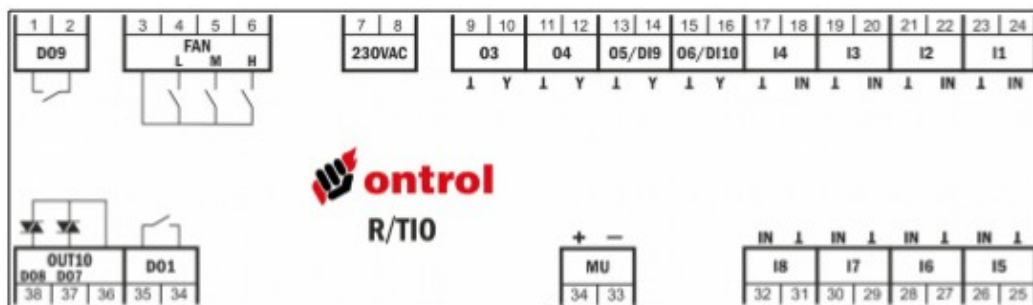 1 2 3 4 5 6 7 8 9 10 11 12 13 14 15 16 17 18 19 20 21 22 23 24
DO9 FAN 230VAC O3 O4 O5/DI9 O6/DI10 I4 I3 I2 I1
L M H
Y Y Y Y IN IN IN IN
ontrol
R/TIO
+ – IN IN IN IN
OUT10 DO1 MU I8 I7 I6 I5
DO8 DO7
38 37 36 35 34 34 33 32 31 30 29 28 27 26 25